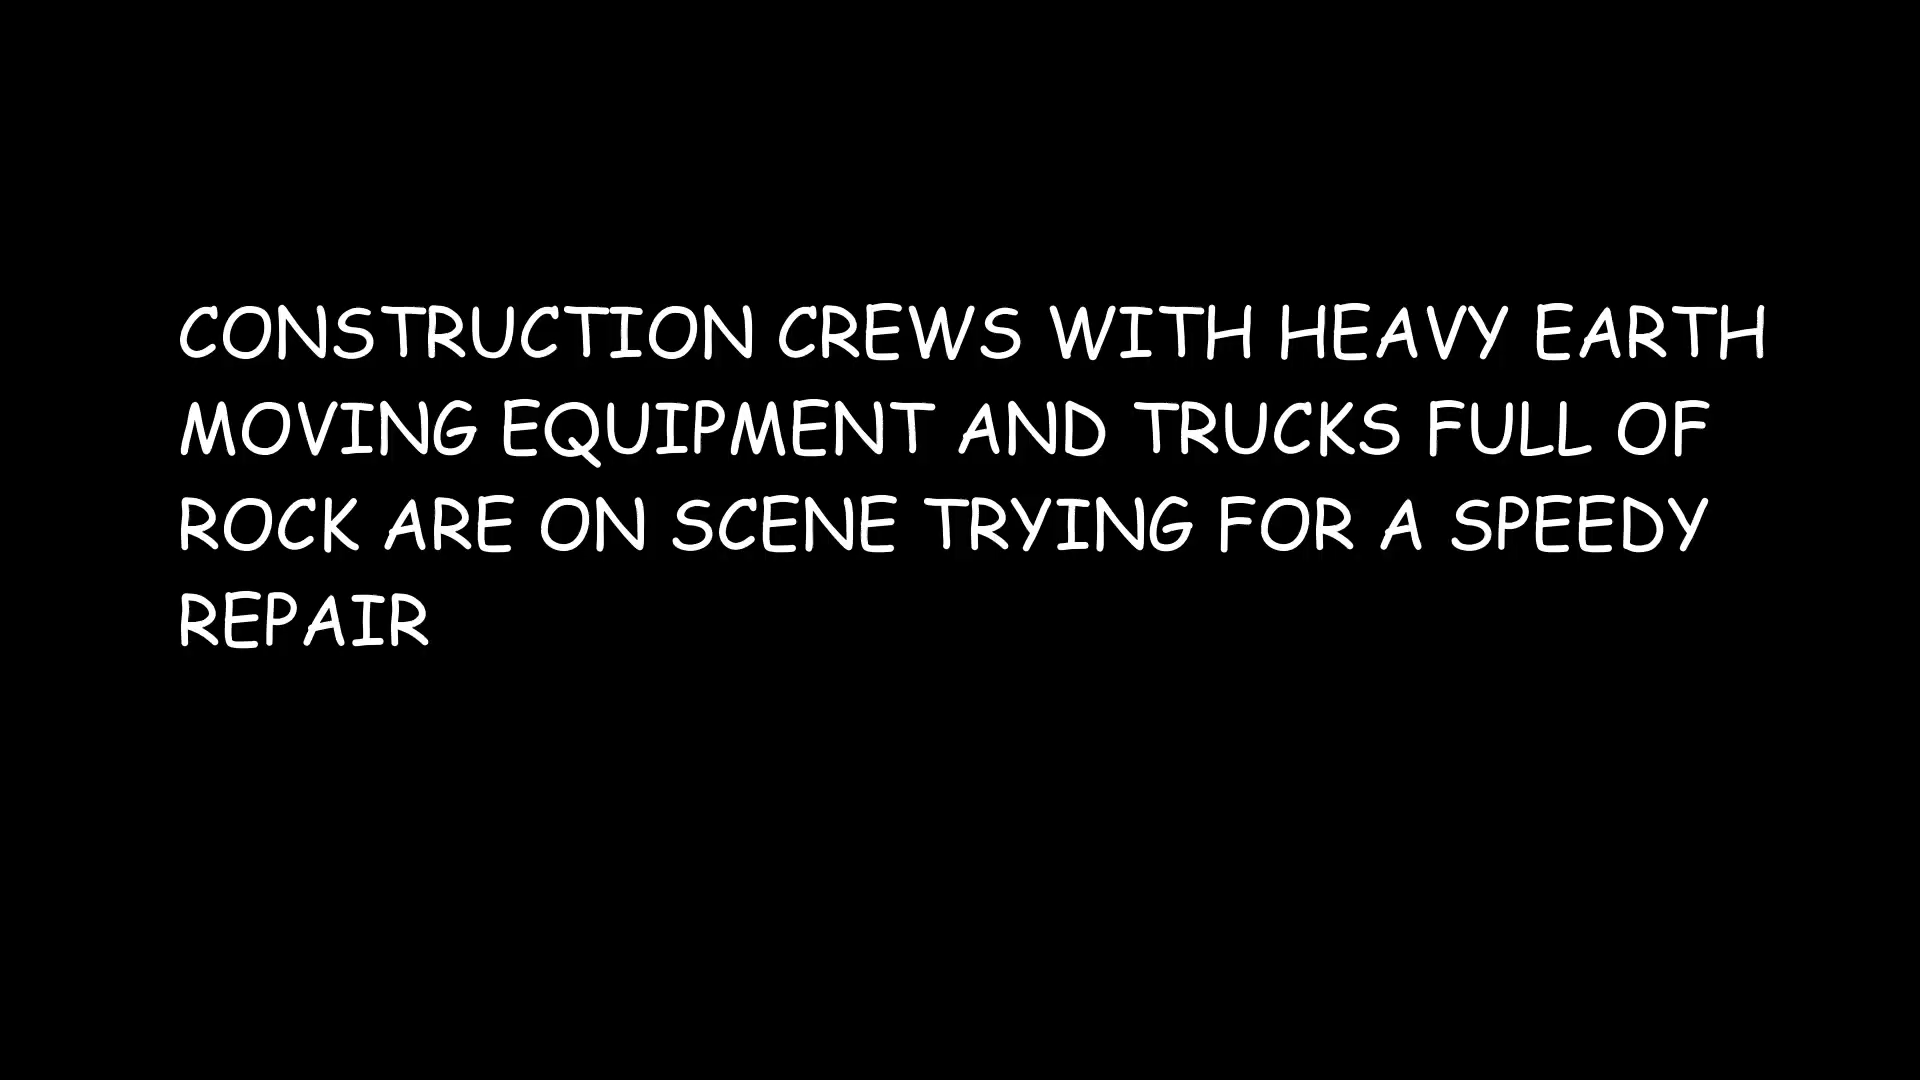 CONSTRUCTION CREWS WITH HEAVY EARTH
MOVING EQUIPMENT AND TRUCKS FULL OF
ROCK ARE ON SCENE TRYING FOR A SPEEDY
REPAIR